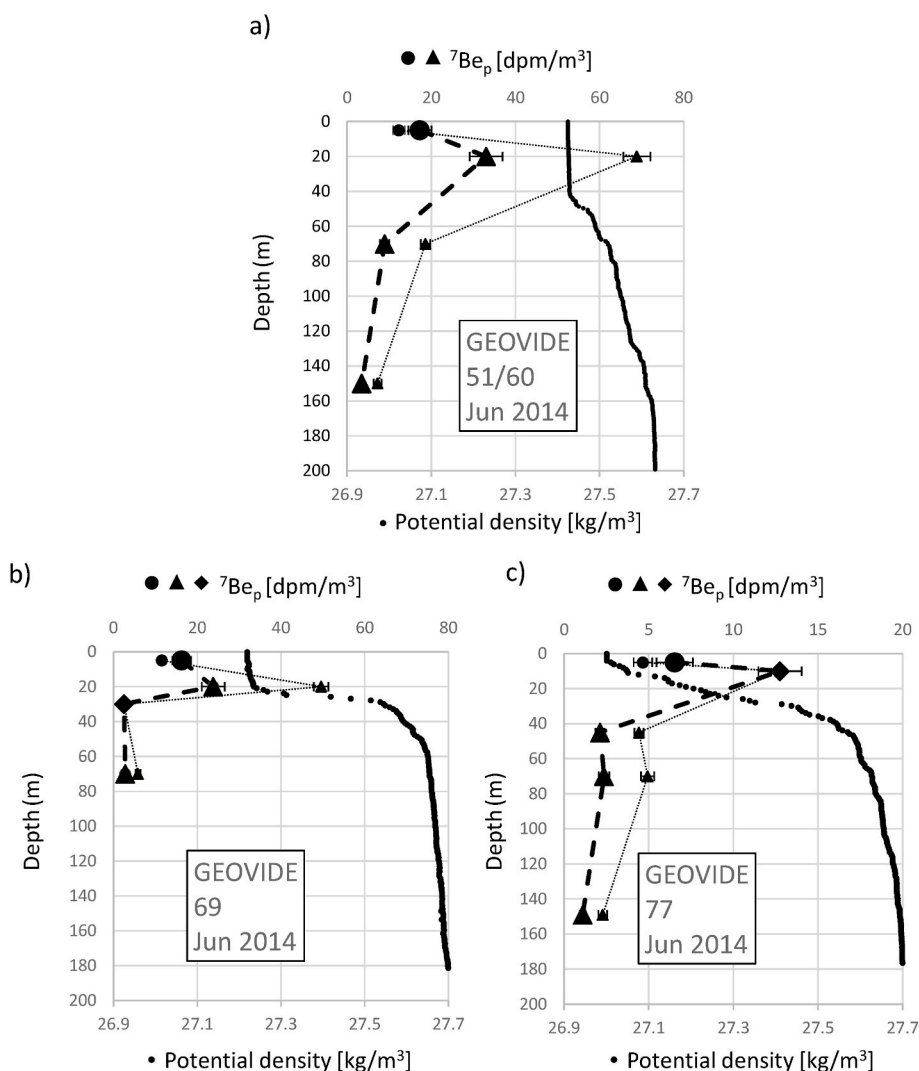 a)
● ▲ ⁷Beₚ [dpm/m³]
0 20 40 60 80
0
20
40
60
80
100
120
140
160
180
200
Depth (m)
GEOVIDE
51/60
Jun 2014
26.9 27.1 27.3 27.5 27.7
• Potential density [kg/m³]
b)
● ▲ ◆ ⁷Beₚ [dpm/m³]
0 20 40 60 80
0
20
40
60
80
100
120
140
160
180
200
Depth (m)
GEOVIDE
69
Jun 2014
26.9 27.1 27.3 27.5 27.7
• Potential density [kg/m³]
c)
● ▲ ◆ ⁷Beₚ [dpm/m³]
0 5 10 15 20
0
20
40
60
80
100
120
140
160
180
200
Depth (m)
GEOVIDE
77
Jun 2014
26.9 27.1 27.3 27.5 27.7
• Potential density [kg/m³]